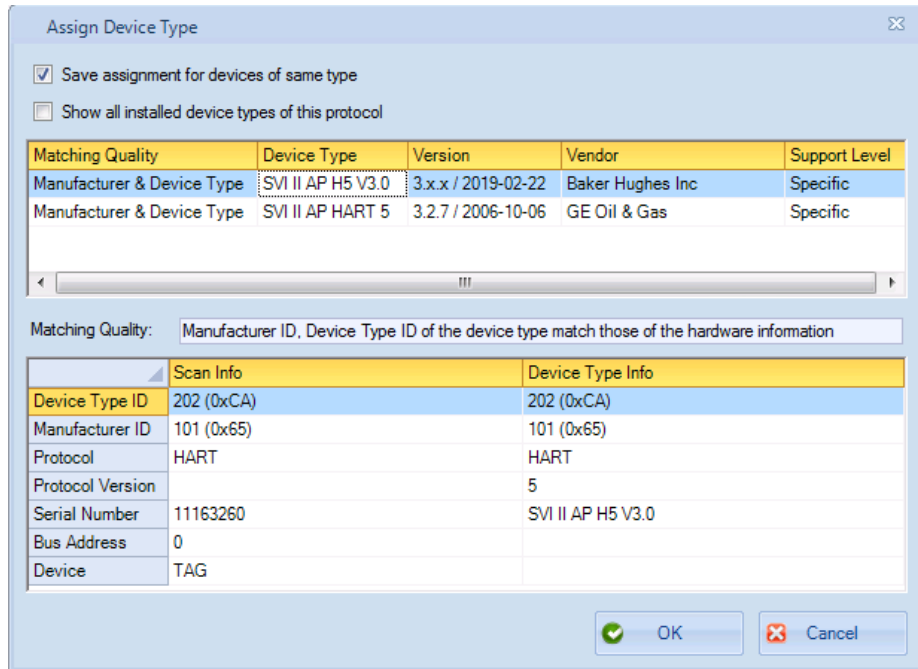 Assign Device Type
Save assignment for devices of same type
Show all installed device types of this protocol
Matching Quality Device Type Version Vendor Support Level
Manufacturer & Device Type SVI II AP H5 V3.0 3.x.x / 2019-02-22 Baker Hughes Inc Specific
Manufacturer & Device Type SVI II AP HART 5 3.2.7 / 2006-10-06 GE Oil & Gas Specific
Matching Quality: Manufacturer ID, Device Type ID of the device type match those of the hardware information
Scan Info Device Type Info
Device Type ID 202 (0xCA) 202 (0xCA)
Manufacturer ID 101 (0x65) 101 (0x65)
Protocol HART HART
Protocol Version 5
Serial Number 11163260 SVI II AP H5 V3.0
Bus Address 0
Device TAG
OK Cancel